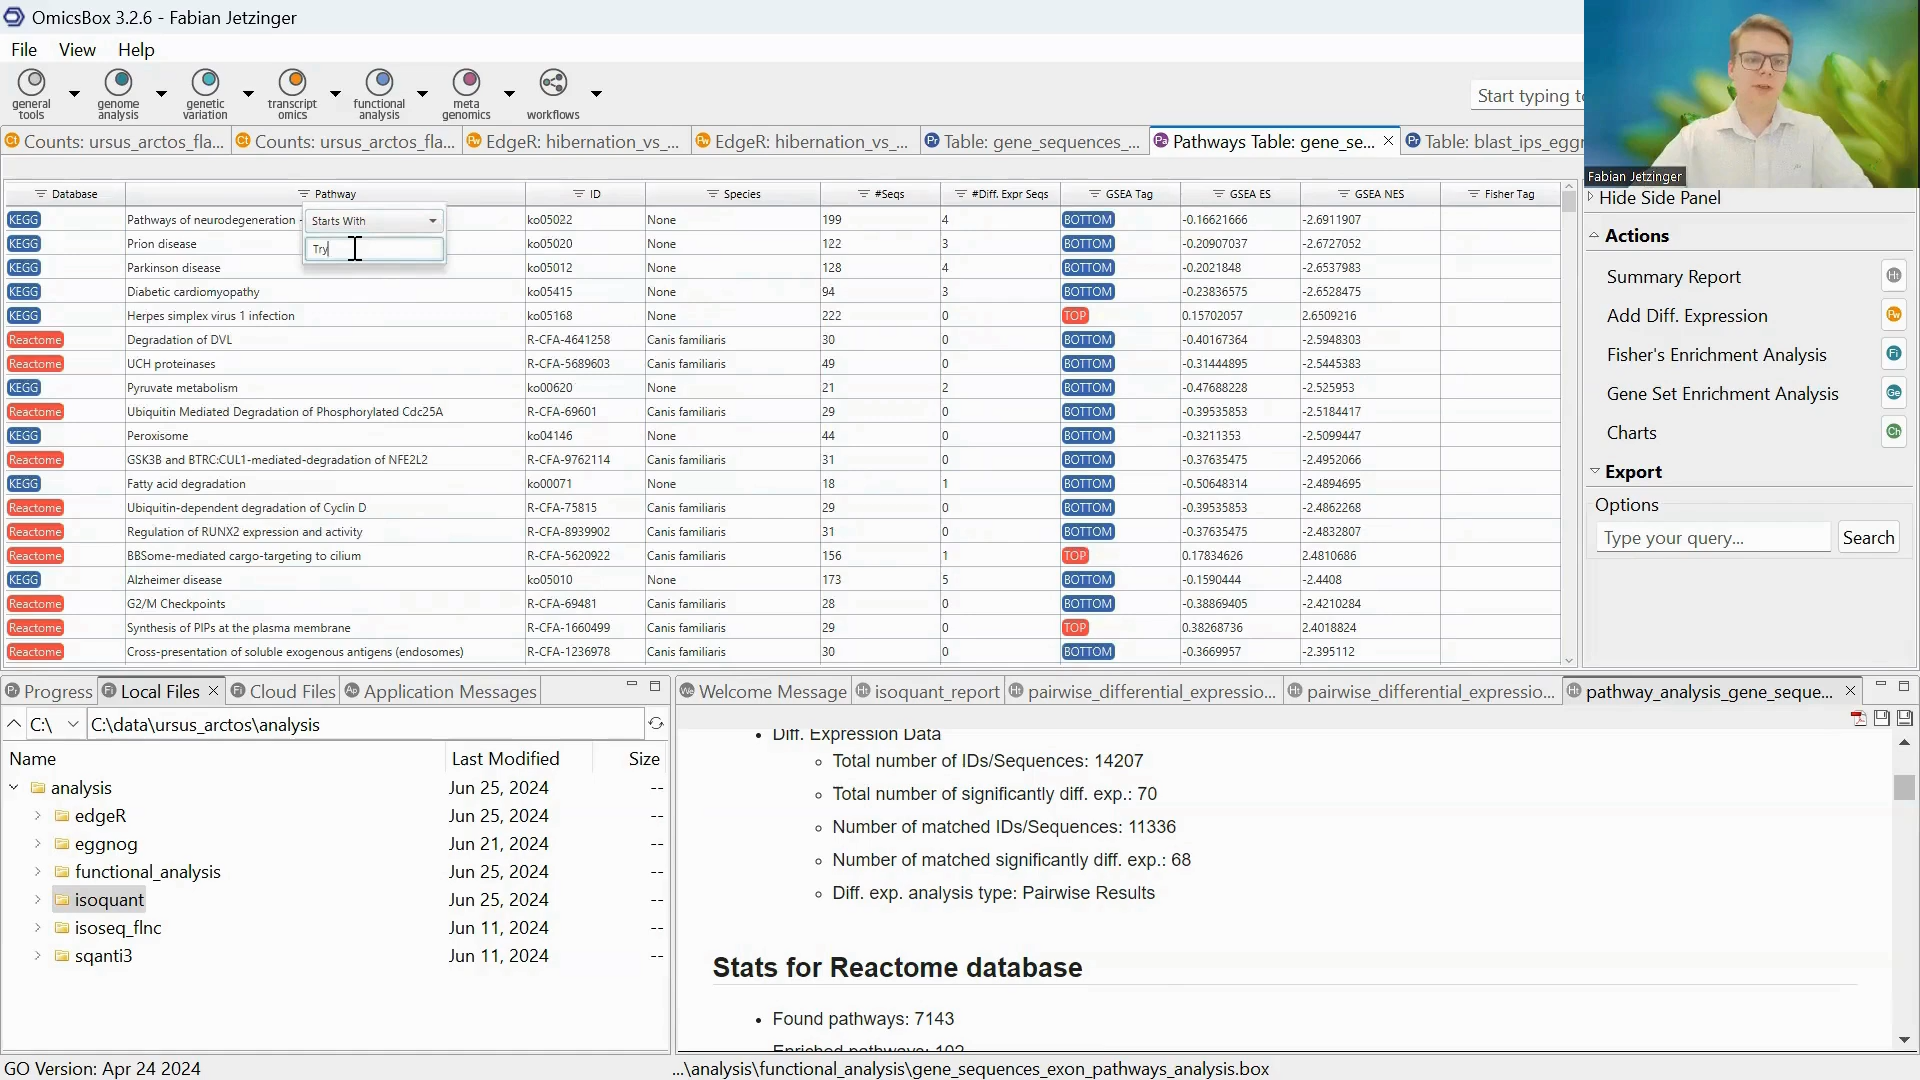 OmicsBox 3.2.6 - Fabian Jetzinger
File View Help
general tools
genome analysis
genetic variation
transcript omics
functional analysis
meta genomics
workflows
Start typing to
Fabian Jetzinger
Counts: ursus_arctos_fla... Counts: ursus_arctos_fla... EdgeR: hibernation_vs_... EdgeR: hibernation_vs_... Table: gene_sequences_... Pathways Table: gene_se... Table: blast_ips_eggn
Database Pathway ID Species #Seqs #Diff. Expr Seqs GSEA Tag GSEA ES GSEA NES Fisher Tag
Starts With
Try
KEGG Pathways of neurodegeneration - ko05022 None 199 4 BOTTOM -0.16621666 -2.6911907
KEGG Prion disease ko05020 None 122 3 BOTTOM -0.20907037 -2.6727052
KEGG Parkinson disease ko05012 None 128 4 BOTTOM -0.2021848 -2.6537983
KEGG Diabetic cardiomyopathy ko05415 None 94 3 BOTTOM -0.23836575 -2.6528475
KEGG Herpes simplex virus 1 infection ko05168 None 222 0 TOP 0.15702057 2.6509216
Reactome Degradation of DVL R-CFA-4641258 Canis familiaris 30 0 BOTTOM -0.40167364 -2.5948303
Reactome UCH proteinases R-CFA-5689603 Canis familiaris 49 0 BOTTOM -0.31444895 -2.5445383
KEGG Pyruvate metabolism ko00620 None 21 2 BOTTOM -0.47688228 -2.525953
Reactome Ubiquitin Mediated Degradation of Phosphorylated Cdc25A R-CFA-69601 Canis familiaris 29 0 BOTTOM -0.39535853 -2.5184417
KEGG Peroxisome ko04146 None 44 0 BOTTOM -0.3211353 -2.5099447
Reactome GSK3B and BTRC:CUL1-mediated-degradation of NFE2L2 R-CFA-9762114 Canis familiaris 31 0 BOTTOM -0.37635475 -2.4952066
KEGG Fatty acid degradation ko00071 None 18 1 BOTTOM -0.50648314 -2.4894695
Reactome Ubiquitin-dependent degradation of Cyclin D R-CFA-75815 Canis familiaris 29 0 BOTTOM -0.39535853 -2.4862268
Reactome Regulation of RUNX2 expression and activity R-CFA-8939902 Canis familiaris 31 0 BOTTOM -0.37635475 -2.4832807
Reactome BBSome-mediated cargo-targeting to cilium R-CFA-5620922 Canis familiaris 156 1 TOP 0.17834626 2.4810686
KEGG Alzheimer disease ko05010 None 173 5 BOTTOM -0.1590444 -2.4408
Reactome G2/M Checkpoints R-CFA-69481 Canis familiaris 28 0 BOTTOM -0.38869405 -2.4210284
Reactome Synthesis of PIPs at the plasma membrane R-CFA-1660499 Canis familiaris 29 0 TOP 0.38268736 2.4018824
Reactome Cross-presentation of soluble exogenous antigens (endosomes) R-CFA-1236978 Canis familiaris 30 0 BOTTOM -0.3669957 -2.395112
Hide Side Panel
Actions
Summary Report
Add Diff. Expression
Fisher's Enrichment Analysis
Gene Set Enrichment Analysis
Charts
Export
Options
Type your query... Search
Progress Local Files Cloud Files Application Messages
C:\ C:\data\ursus_arctos\analysis
Name Last Modified Size
analysis Jun 25, 2024 --
edgeR Jun 25, 2024 --
eggnog Jun 21, 2024 --
functional_analysis Jun 25, 2024 --
isoquant Jun 25, 2024 --
isoseq_flnc Jun 11, 2024 --
sqanti3 Jun 11, 2024 --
Welcome Message isoquant_report pairwise_differential_expressio... pairwise_differential_expressio... pathway_analysis_gene_seque...
• Diff. Expression Data
◦ Total number of IDs/Sequences: 14207
◦ Total number of significantly diff. exp.: 70
◦ Number of matched IDs/Sequences: 11336
◦ Number of matched significantly diff. exp.: 68
◦ Diff. exp. analysis type: Pairwise Results
Stats for Reactome database
• Found pathways: 7143
Enriched pathways: 102
GO Version: Apr 24 2024
...\analysis\functional_analysis\gene_sequences_exon_pathways_analysis.box